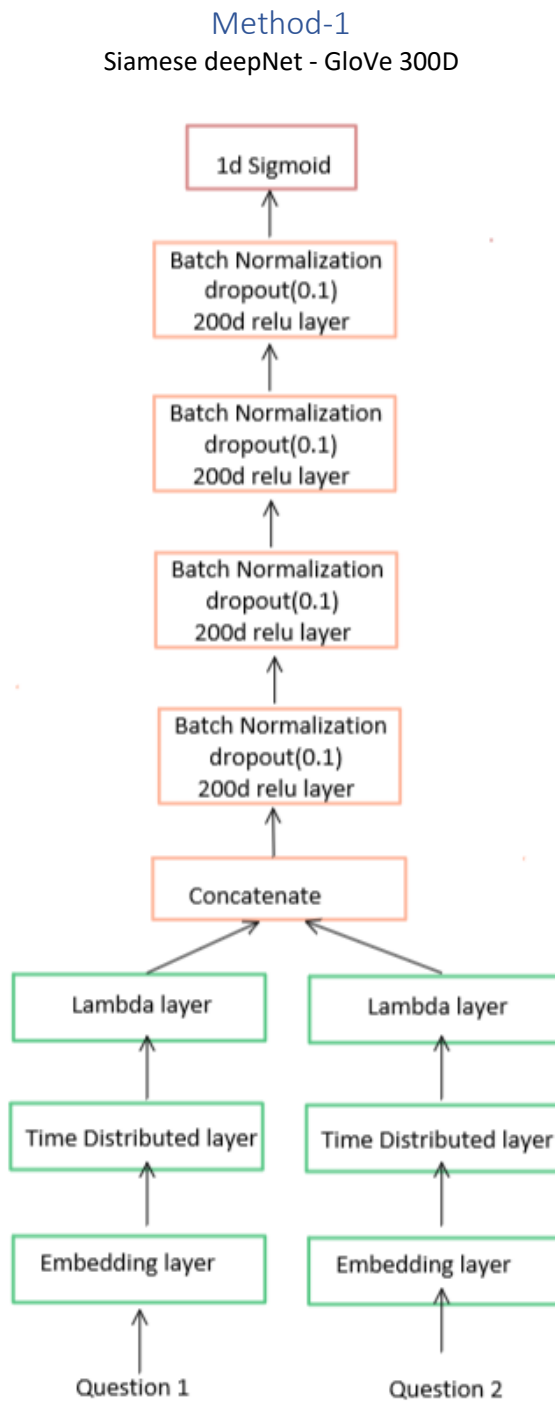 Method-1
Siamese deepNet - GloVe 300D
1d Sigmoid
Batch Normalization
dropout(0.1)
200d relu layer
Batch Normalization
dropout(0.1)
200d relu layer
Batch Normalization
dropout(0.1)
200d relu layer
Batch Normalization
dropout(0.1)
200d relu layer
Concatenate
Lambda layer
Lambda layer
Time Distributed layer
Time Distributed layer
Embedding layer
Embedding layer
Question 1
Question 2